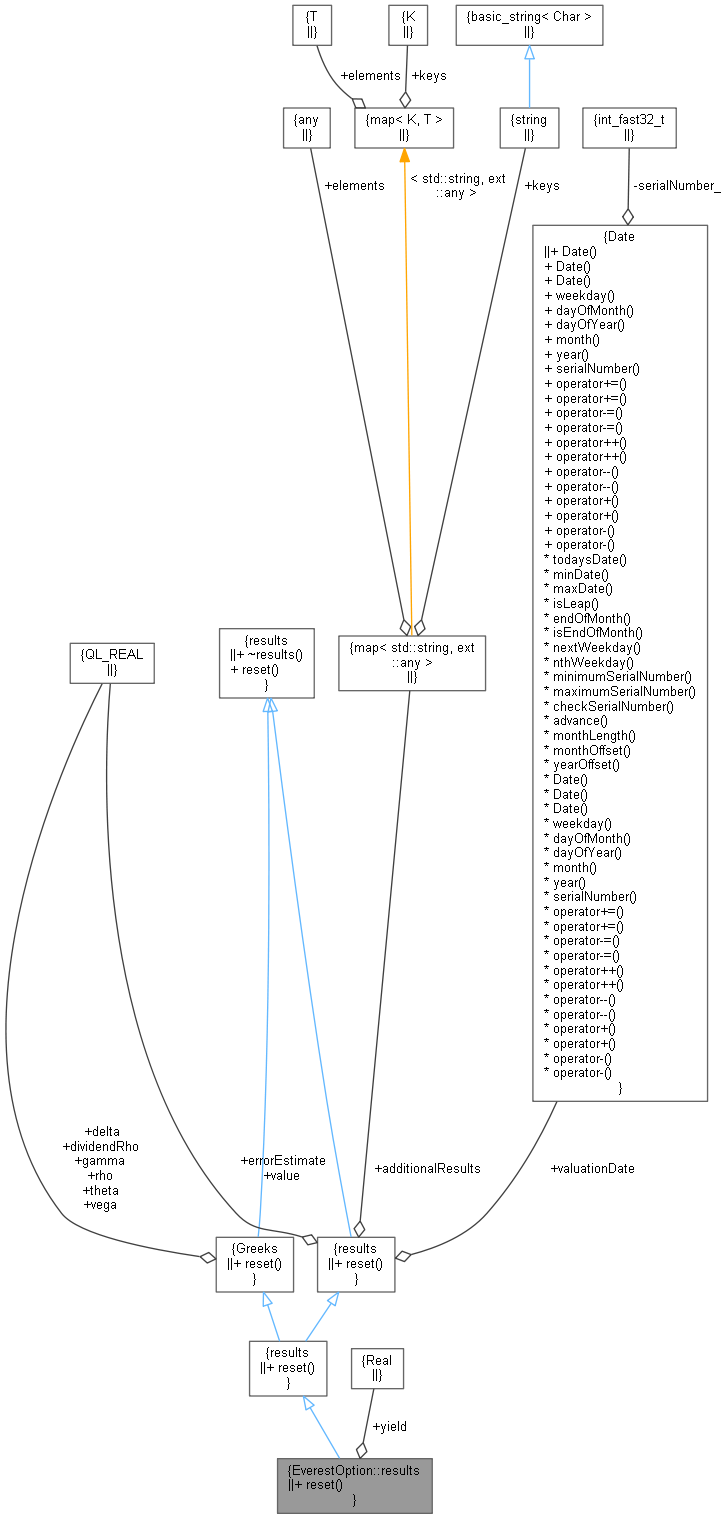 {T
||}
{K
||}
{basic_string< Char >
||}
+elements
+keys
{any
||}
{map< K, T >
||}
{string
||}
{int_fast32_t
||}
+elements
< std::string, ext
::any >
+keys
-serialNumber_
{Date
||+ Date()
+ Date()
+ Date()
+ weekday()
+ dayOfMonth()
+ dayOfYear()
+ month()
+ year()
+ serialNumber()
+ operator+=()
+ operator+=()
+ operator-=()
+ operator-=()
+ operator++()
+ operator++()
+ operator--()
+ operator--()
+ operator+()
+ operator+()
+ operator-()
+ operator-()
* todaysDate()
* minDate()
* maxDate()
* isLeap()
* endOfMonth()
* isEndOfMonth()
* nextWeekday()
* nthWeekday()
* minimumSerialNumber()
* maximumSerialNumber()
* checkSerialNumber()
* advance()
* monthLength()
* monthOffset()
* yearOffset()
* Date()
* Date()
* Date()
* weekday()
* dayOfMonth()
* dayOfYear()
* month()
* year()
* serialNumber()
* operator+=()
* operator+=()
* operator-=()
* operator-=()
* operator++()
* operator++()
* operator--()
* operator--()
* operator+()
* operator+()
* operator-()
* operator-()
}
{QL_REAL
||}
{results
||+ ~results()
+ reset()
}
{map< std::string, ext
::any >
||}
+delta
+dividendRho
+gamma
+rho
+theta
+vega
+errorEstimate
+value
+additionalResults
+valuationDate
{Greeks
||+ reset()
}
{results
||+ reset()
}
{results
||+ reset()
}
{Real
||}
+yield
{EverestOption::results
||+ reset()
}